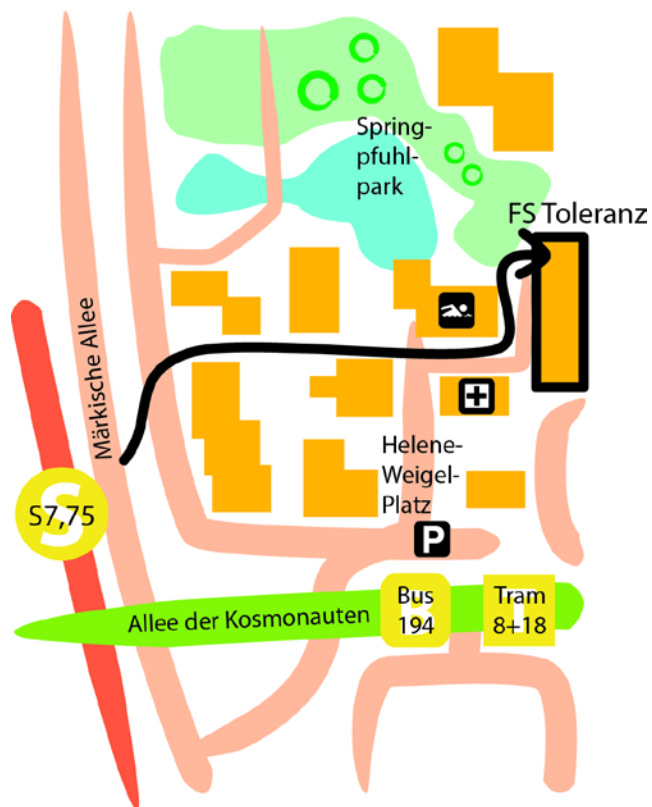 Spring-
pfuhl-
park
FS Toleranz
Märkische Allee
S
S7,75
Helene-
Weigel-
Platz
P
Allee der Kosmonauten
B
Bus
194
T
Tram
8+18